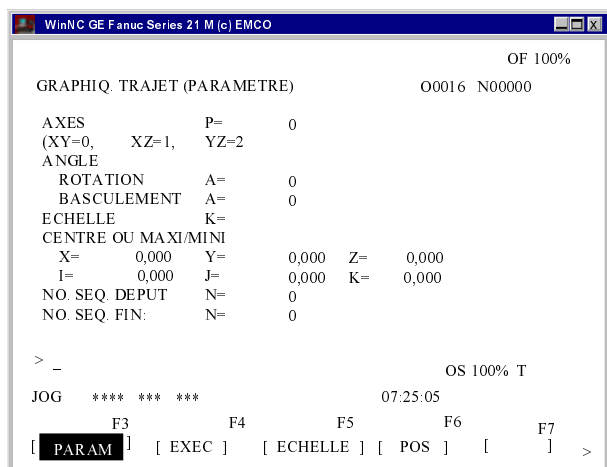 WinNC GE Fanuc Series 21 M (c) EMCO
OF 100%
GRAPHIQ. TRAJET (PARAMETRE) O0016 N00000
AXES P= 0
(XY=0, XZ=1, YZ=2
ANGLE
ROTATION A= 0
BASCULEMENT A= 0
ECHELLE K=
CENTRE OU MAXI/MINI
X= 0,000 Y= 0,000 Z= 0,000
I= 0,000 J= 0,000 K= 0,000
NO. SEQ. DEPUT N= 0
NO. SEQ. FIN: N= 0
> _
OS 100% T
JOG **** *** *** 07:25:05
F3 F4 F5 F6 F7
[ PARAM ] [ EXEC ] [ ECHELLE ] [ POS ] [ ] >